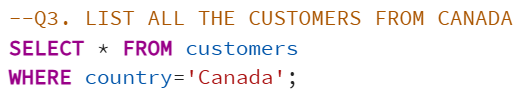 --Q3. LIST ALL THE CUSTOMERS FROM CANADA
SELECT * FROM customers
WHERE country='Canada';